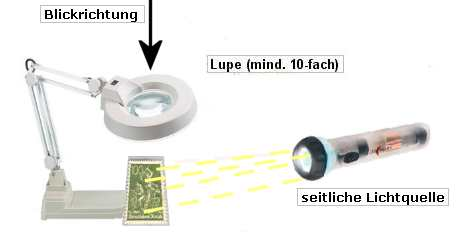 Blickrichtung
Lupe (mind. 10-fach)
seitliche Lichtquelle